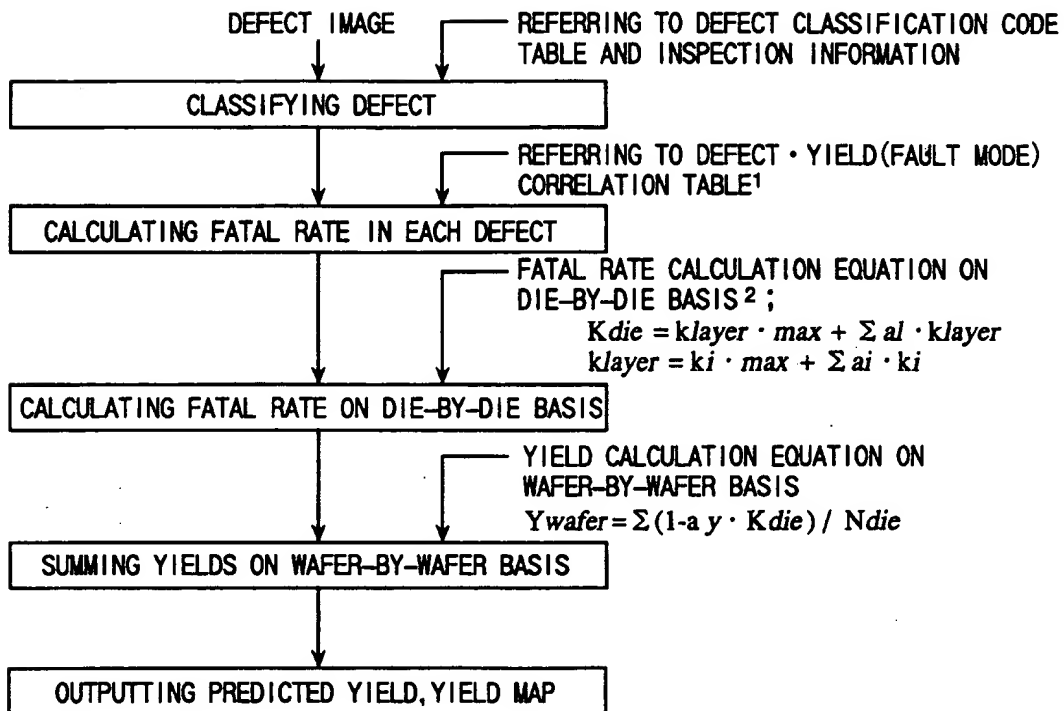 DEFECT IMAGE
REFERRING TO DEFECT CLASSIFICATION CODE
TABLE AND INSPECTION INFORMATION
CLASSIFYING DEFECT
REFERRING TO DEFECT・YIELD(FAULT MODE)
CORRELATION TABLE¹
CALCULATING FATAL RATE IN EACH DEFECT
FATAL RATE CALCULATION EQUATION ON
DIE-BY-DIE BASIS²;
Kdie = klayer · max + Σ al · klayer
klayer = ki · max + Σ ai · ki
CALCULATING FATAL RATE ON DIE-BY-DIE BASIS
YIELD CALCULATION EQUATION ON
WAFER-BY-WAFER BASIS
Ywafer=Σ(1-a y · Kdie) / Ndie
SUMMING YIELDS ON WAFER-BY-WAFER BASIS
OUTPUTTING PREDICTED YIELD, YIELD MAP